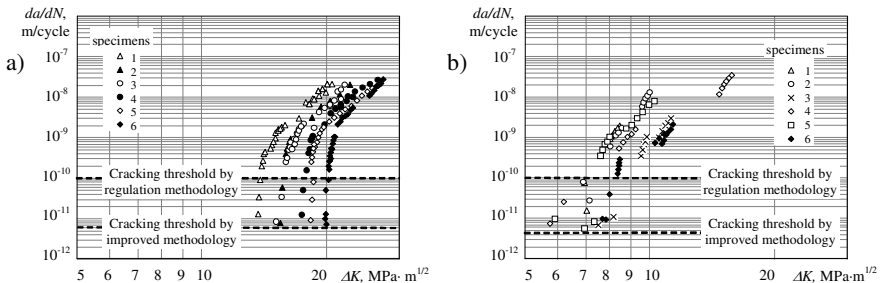 a)
da/dN,
m/cycle
specimens
1
2
3
4
5
6
10⁻⁷
10⁻⁸
10⁻⁹
10⁻¹⁰
10⁻¹¹
10⁻¹²
Cracking threshold by
regulation methodology
Cracking threshold by
improved methodology
5 6 7 8 9 10 20 ΔK, MPa·m^1/2
b)
da/dN,
m/cycle
specimens
1
2
3
4
5
6
10⁻⁷
10⁻⁸
10⁻⁹
10⁻¹⁰
10⁻¹¹
10⁻¹²
Cracking threshold by
regulation methodology
Cracking threshold by
improved methodology
5 6 7 8 9 10 20 ΔK, MPa·m^1/2